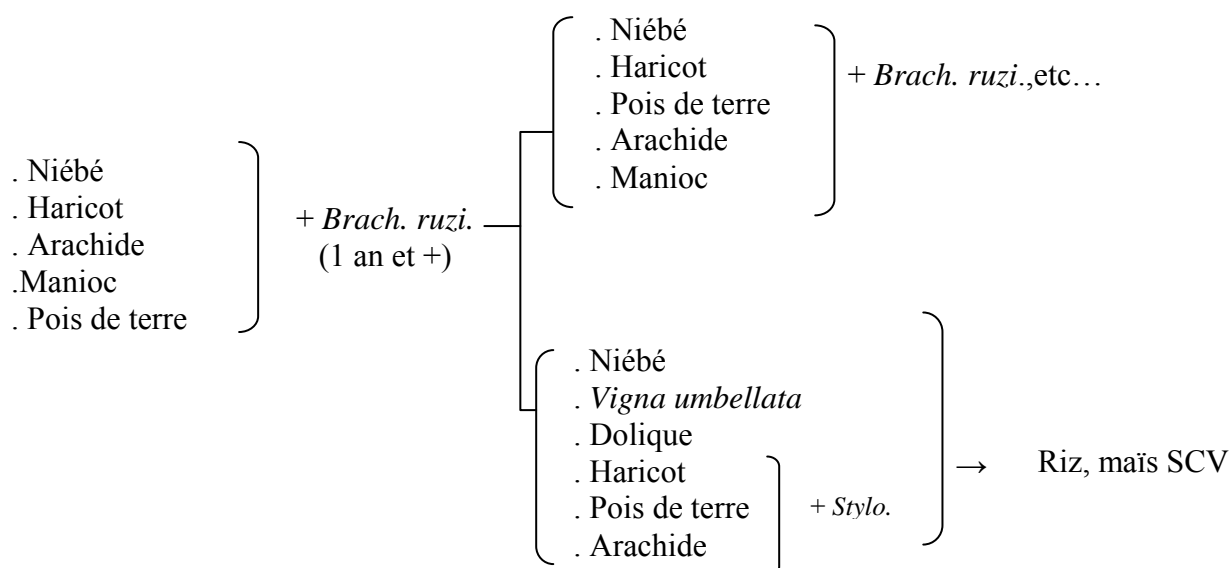 . Niébé
. Haricot
. Arachide
.Manioc
. Pois de terre
+ Brach. ruzi.
(1 an et +)
. Niébé
. Haricot
. Pois de terre
. Arachide
. Manioc
+ Brach. ruzi.,etc…
. Niébé
. Vigna umbellata
. Dolique
. Haricot
. Pois de terre
. Arachide
+ Stylo.
→ Riz, maïs SCV